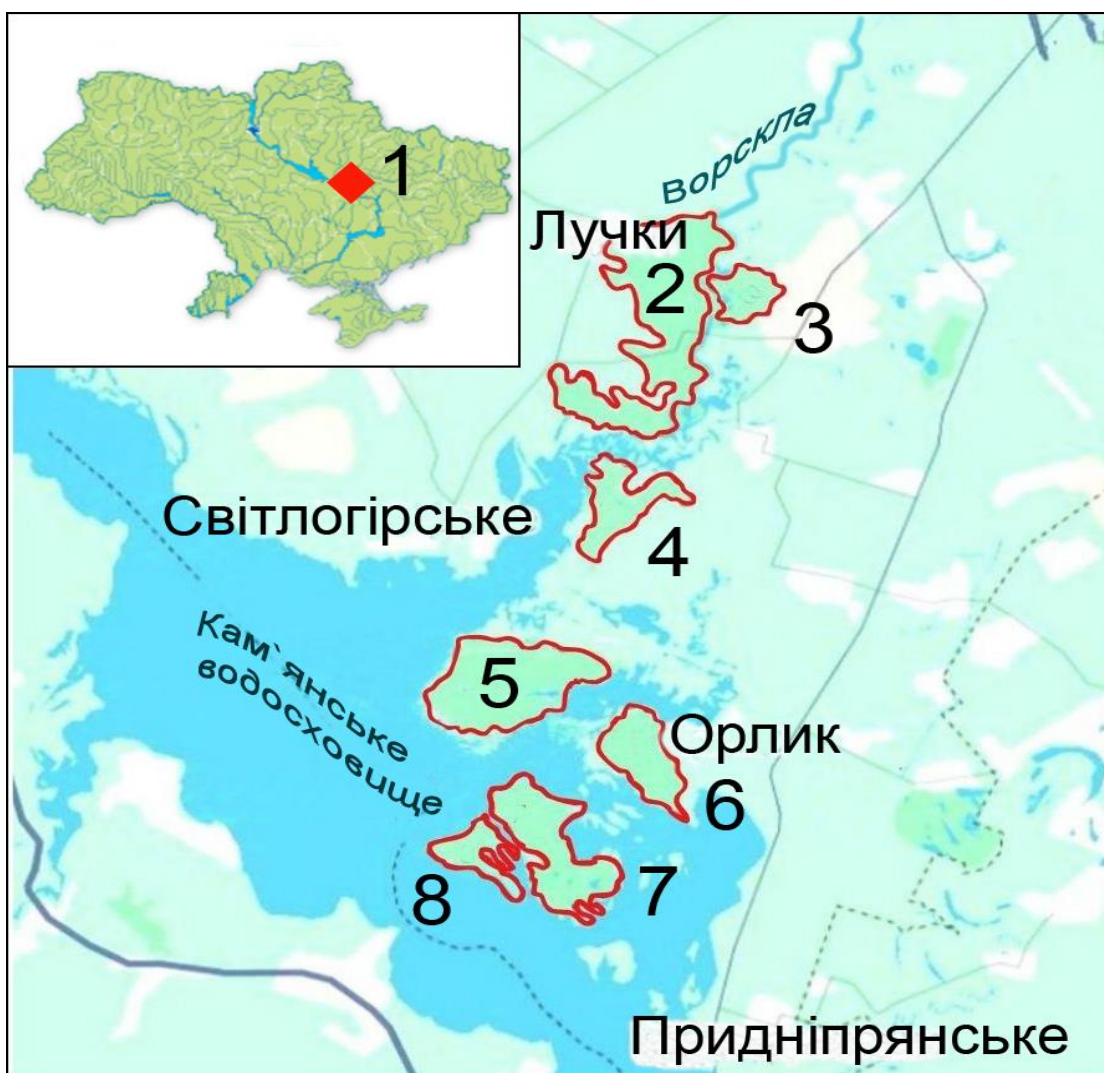 1
Ворскла
Лучки
2
3
Світлогірське
4
Кам`янське
водосховище
5
Орлик
6
7
8
Придніпрянське